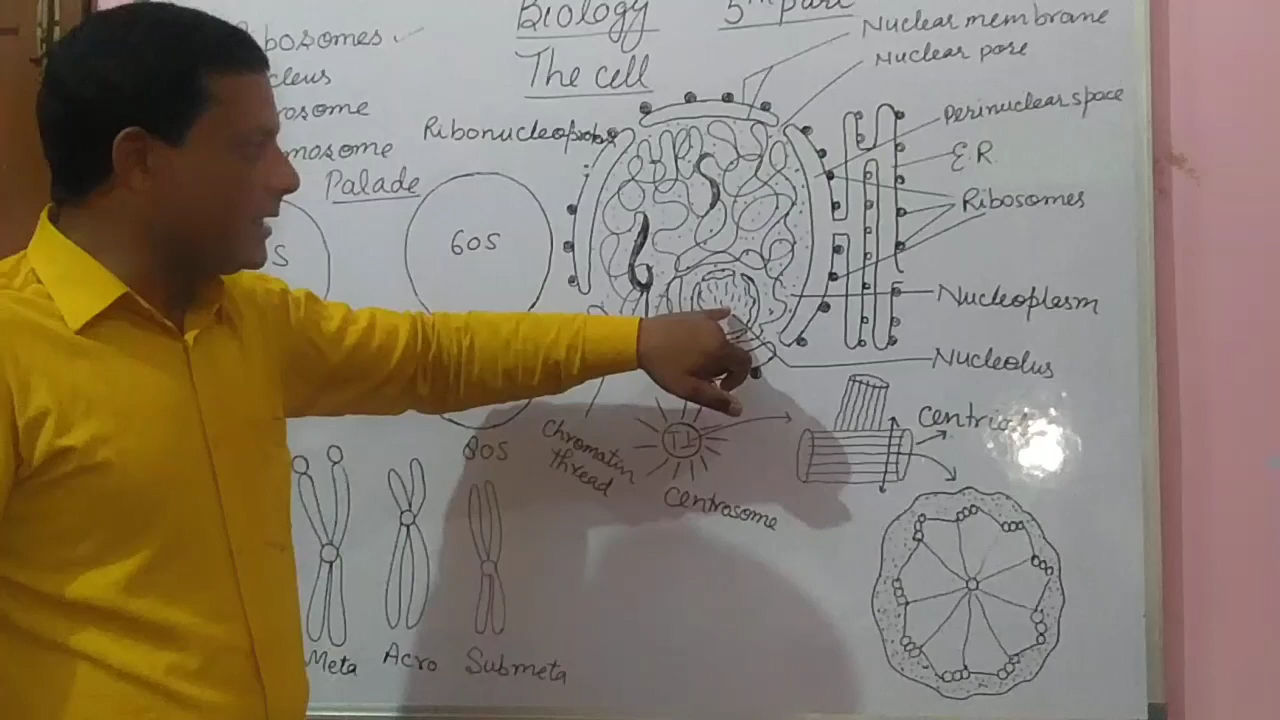 Biology 5th part
The cell
Ribosomes
Palade
60S
S
80S
Ribonucleo
Nuclear membrane
Nuclear pore
Perinuclear space
E.R.
Ribosomes
Nucleoplasm
Nucleolus
Chromatin
thread
Centrosome
Meta
Acro
Submeta